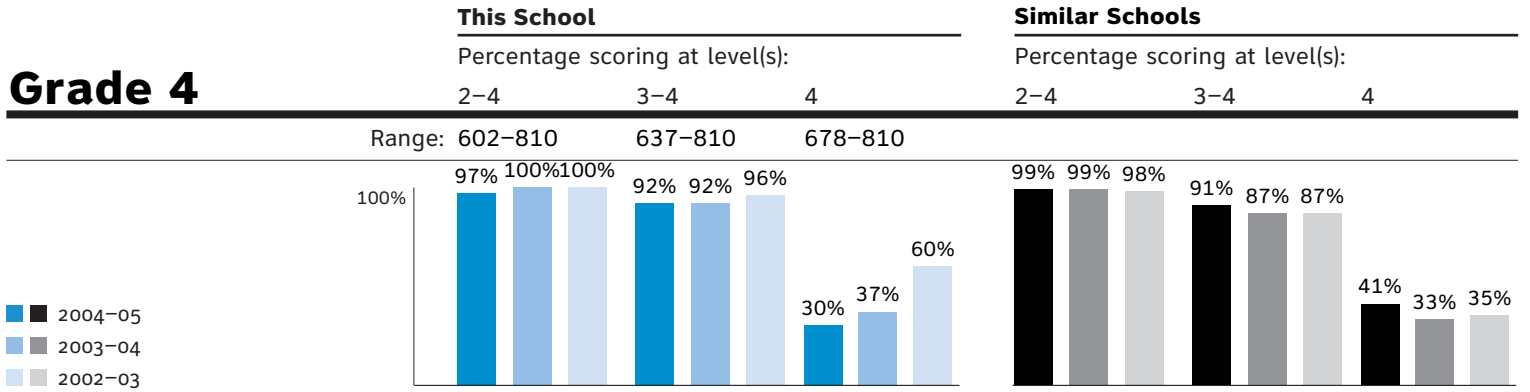 This School Similar Schools
Percentage scoring at level(s): Percentage scoring at level(s):
Grade 4 2–4 3–4 4 2–4 3–4 4
Range: 602–810 637–810 678–810
97% 100% 100% 92% 92% 96% 99% 99% 98% 91% 87% 87%
100%
60%
30% 37% 41% 33% 35%
2004–05
2003–04
2002–03